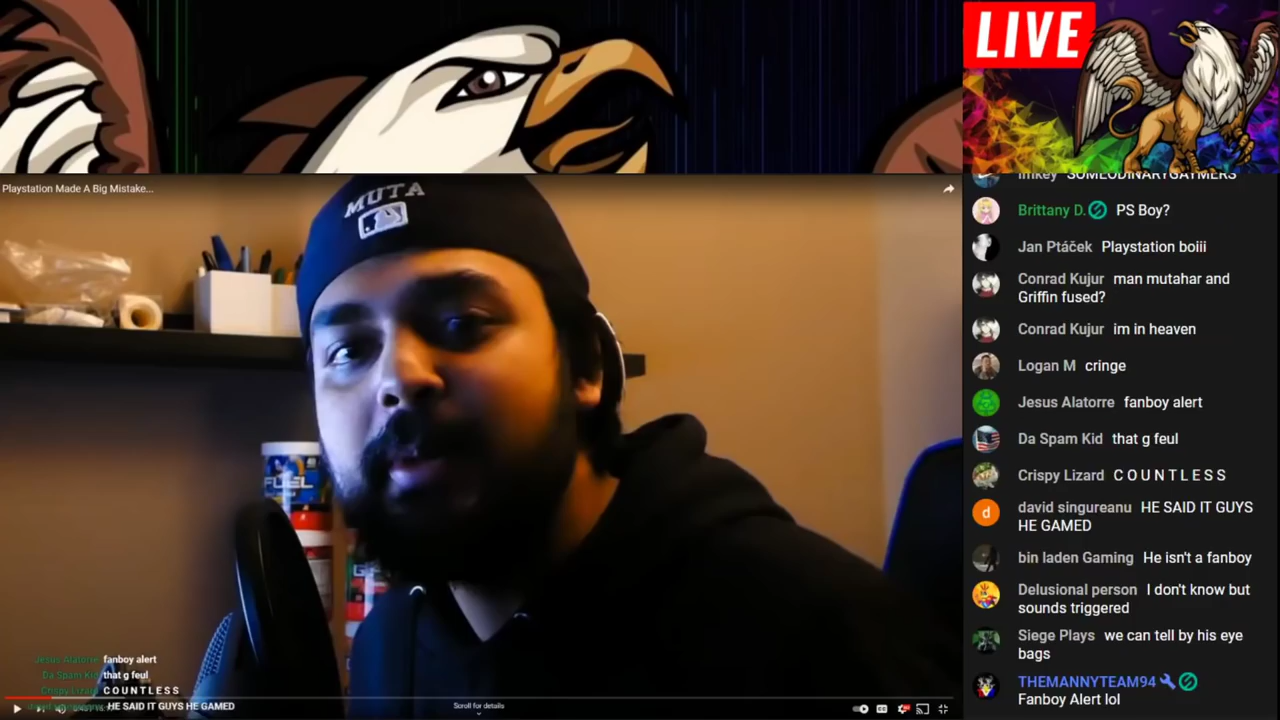 LIVE
Playstation Made A Big Mistake...
MUTA
FUEL
imkey SOMEODINARYGAYMERS
Brittany D. PS Boy?
Jan Ptáček Playstation boiii
Conrad Kujur man mutahar and
Griffin fused?
Conrad Kujur im in heaven
Logan M cringe
Jesus Alatorre fanboy alert
Da Spam Kid that g feul
Crispy Lizard C O U N T L E S S
d
david singureanu HE SAID IT GUYS
HE GAMED
bin laden Gaming He isn't a fanboy
Delusional person I don't know but
sounds triggered
Siege Plays we can tell by his eye
bags
THEMANNYTEAM94
Fanboy Alert lol
Jesus Alatorre fanboy alert
Da Spam Kid that g feul
Crispy Lizard C O U N T L E S S
HE SAID IT GUYS HE GAMED
Scroll for details